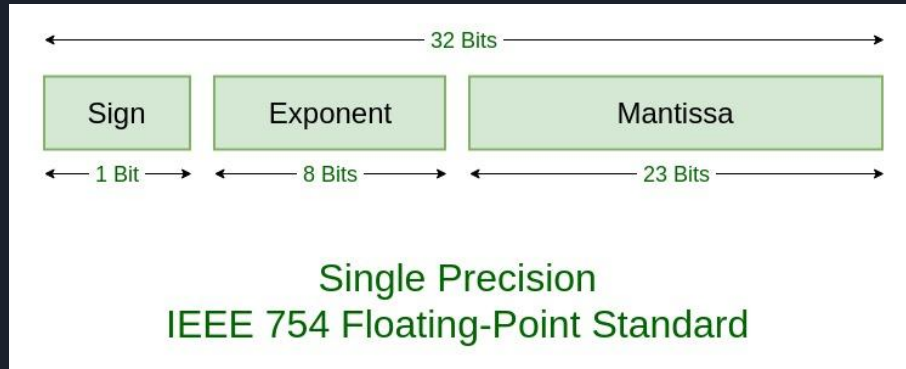 32 Bits
Sign Exponent Mantissa
1 Bit 8 Bits 23 Bits
Single Precision
IEEE 754 Floating-Point Standard